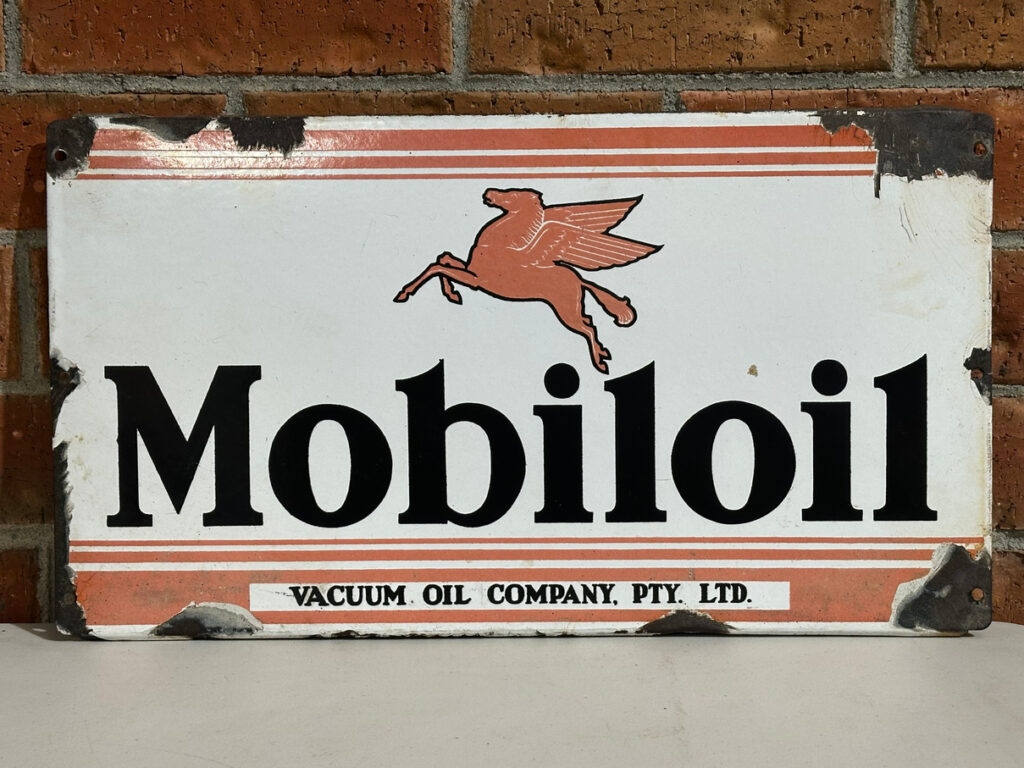 Mobiloil
VACUUM OIL COMPANY, PTY. LTD.